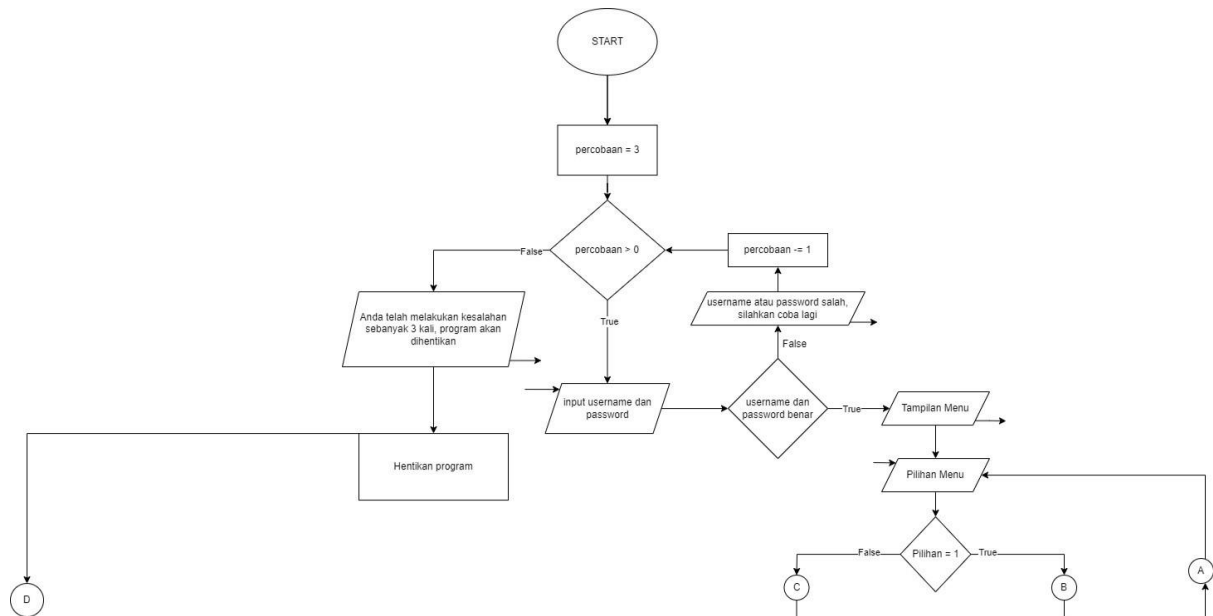 START
percobaan = 3
percobaan > 0
False
True
percobaan -= 1
username atau password salah,
silahkan coba lagi
False
Anda telah melakukan kesalahan
sebanyak 3 kali, program akan
dihentikan
input username dan
password
username dan
password benar
True
Tampilan Menu
Hentikan program
Pilihan Menu
Pilihan = 1
False
True
A
B
C
D